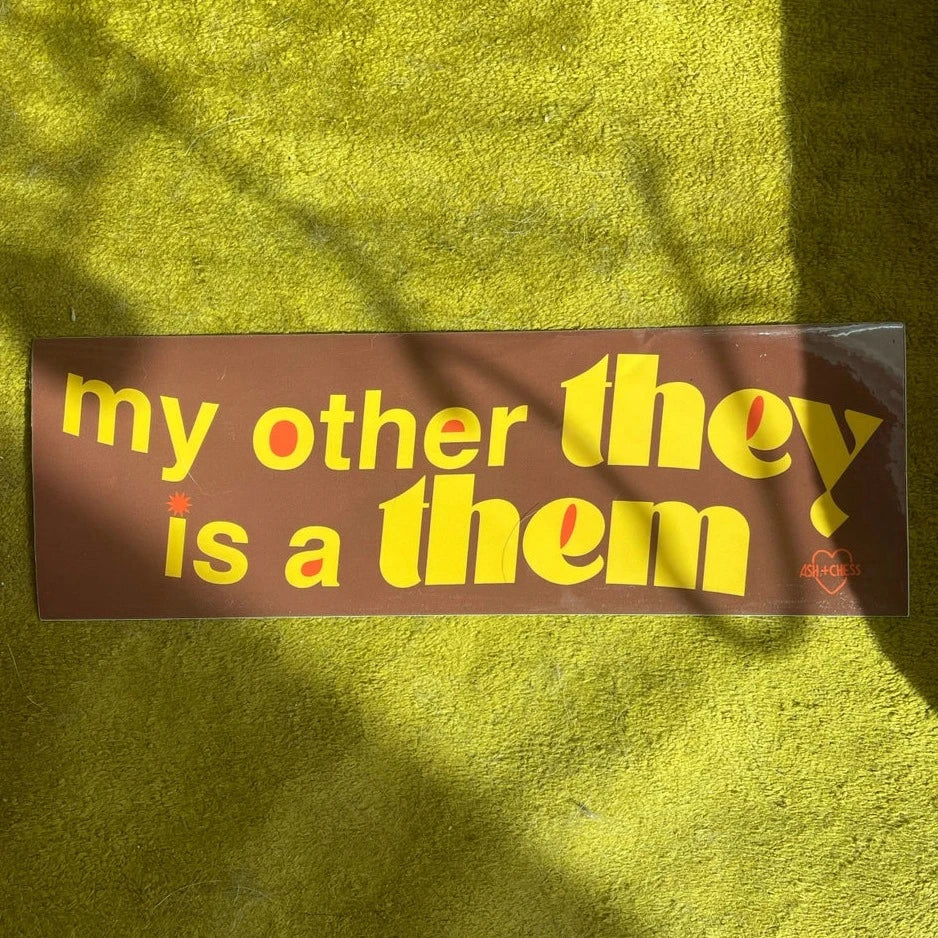 my other they
is a them
ASH+CHESS